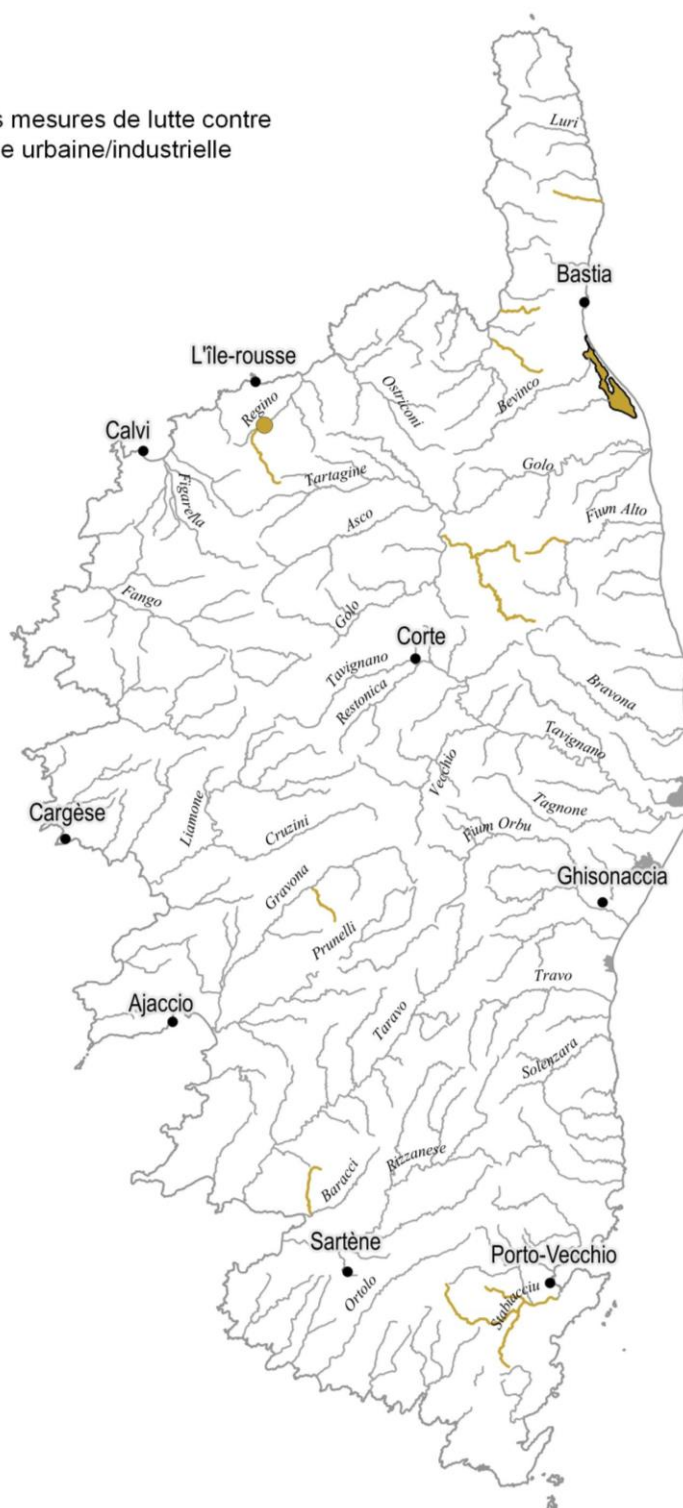 s mesures de lutte contre
e urbaine/industrielle
Luri
Bastia
L'île-rousse
Ostriconi
Bevinco
Regino
Calvi
Tartagine
Golo
Figarella
Asco
Fium Alto
Fango
Golo
Corte
Tavignano
Restonica
Bravona
Tavignano
Vecchio
Tagnone
Cargèse
Liamone
Cruzini
Fium Orbu
Ghisonaccia
Gravona
Prunelli
Travo
Ajaccio
Taravo
Solenzara
Rizzanese
Baracci
Sartène
Porto-Vecchio
Ortolo
Stabiacciu